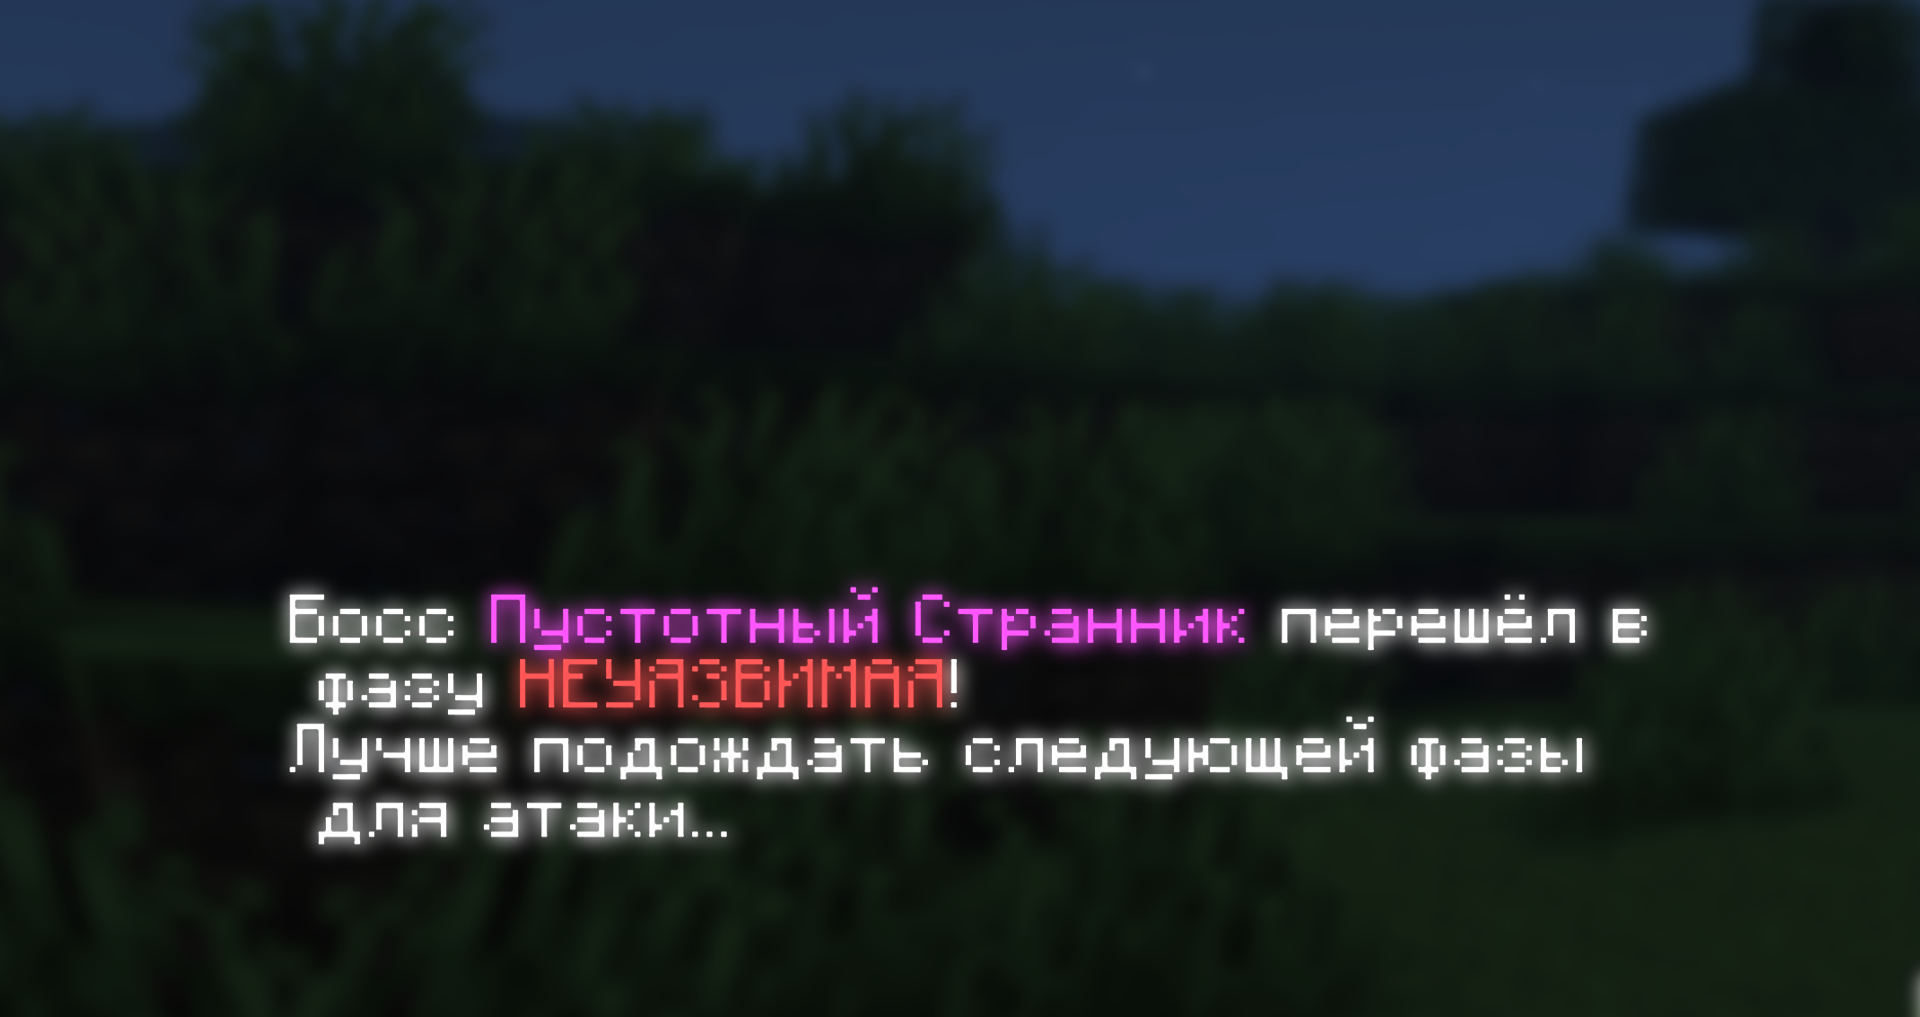 Босс Пустотный Странник перешёл в
фазу НЕУЯЗВИМАЯ!
Лучше подождать следующей фазы
для атаки...